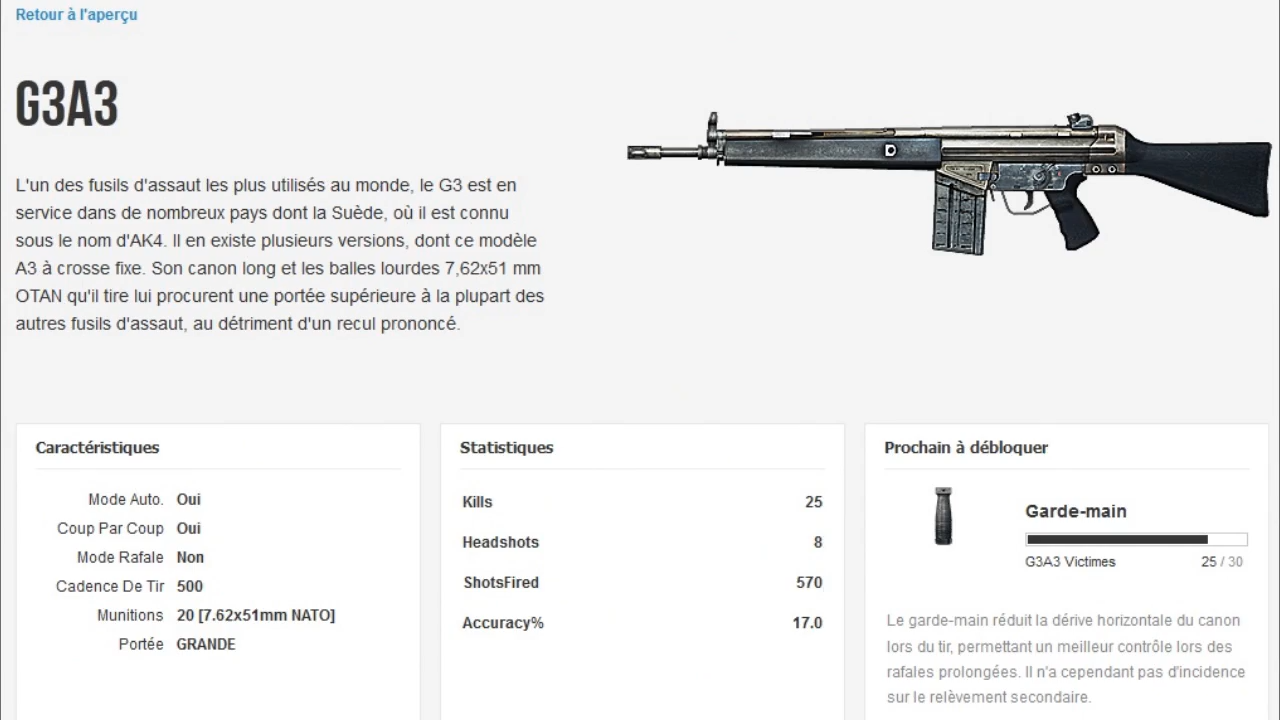 Retour à l'aperçu
G3A3
L'un des fusils d'assaut les plus utilisés au monde, le G3 est en
service dans de nombreux pays dont la Suède, où il est connu
sous le nom d'AK4. Il en existe plusieurs versions, dont ce modèle
A3 à crosse fixe. Son canon long et les balles lourdes 7,62x51 mm
OTAN qu'il tire lui procurent une portée supérieure à la plupart des
autres fusils d'assaut, au détriment d'un recul prononcé.
Caractéristiques
Mode Auto. Oui
Coup Par Coup Oui
Mode Rafale Non
Cadence De Tir 500
Munitions 20 [7.62x51mm NATO]
Portée GRANDE
Statistiques
Kills 25
Headshots 8
ShotsFired 570
Accuracy% 17.0
Prochain à débloquer
Garde-main
G3A3 Victimes 25 / 30
Le garde-main réduit la dérive horizontale du canon
lors du tir, permettant un meilleur contrôle lors des
rafales prolongées. Il n'a cependant pas d'incidence
sur le relèvement secondaire.